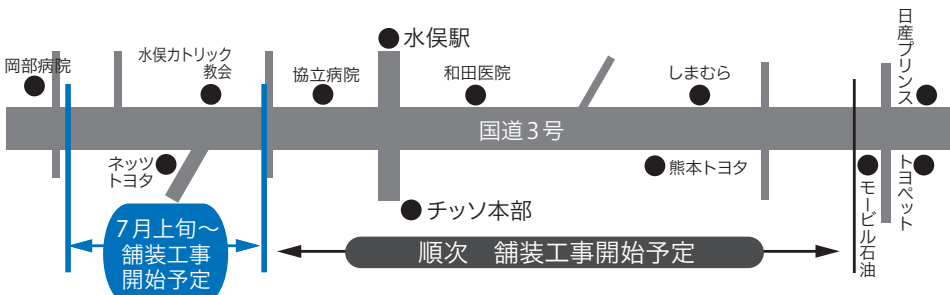 岡部病院
水俣カトリック
教会
協立病院
水俣駅
和田医院
しまむら
日産プリンス
国道3号
ネッツ
トヨタ
チッソ本部
熊本トヨタ
モービル石油
トヨペット
7月上旬〜
舗装工事
開始予定
順次　舗装工事開始予定